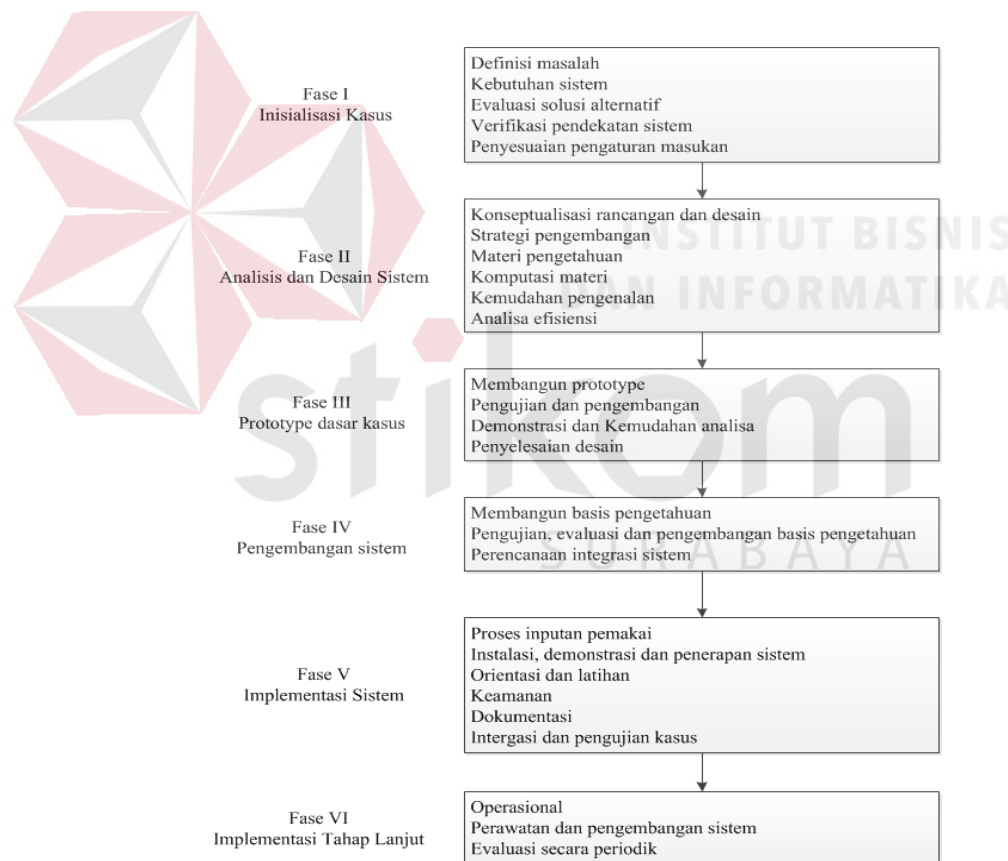 Fase I
Inisialisasi Kasus
Definisi masalah
Kebutuhan sistem
Evaluasi solusi alternatif
Verifikasi pendekatan sistem
Penyesuaian pengaturan masukan
Fase II
Analisis dan Desain Sistem
Konseptualisasi rancangan dan desain
Strategi pengembangan
Materi pengetahuan
Komputasi materi
Kemudahan pengenalan
Analisa efisiensi
INSTITUT BISNIS
DAN INFORMATIKA
stikom
SURABAYA
Fase III
Prototype dasar kasus
Membangun prototype
Pengujian dan pengembangan
Demonstrasi dan Kemudahan analisa
Penyelesaian desain
Fase IV
Pengembangan sistem
Membangun basis pengetahuan
Pengujian, evaluasi dan pengembangan basis pengetahuan
Perencanaan integrasi sistem
Fase V
Implementasi Sistem
Proses inputan pemakai
Instalasi, demonstrasi dan penerapan sistem
Orientasi dan latihan
Keamanan
Dokumentasi
Intergasi dan pengujian kasus
Fase VI
Implementasi Tahap Lanjut
Operasional
Perawatan dan pengembangan sistem
Evaluasi secara periodik